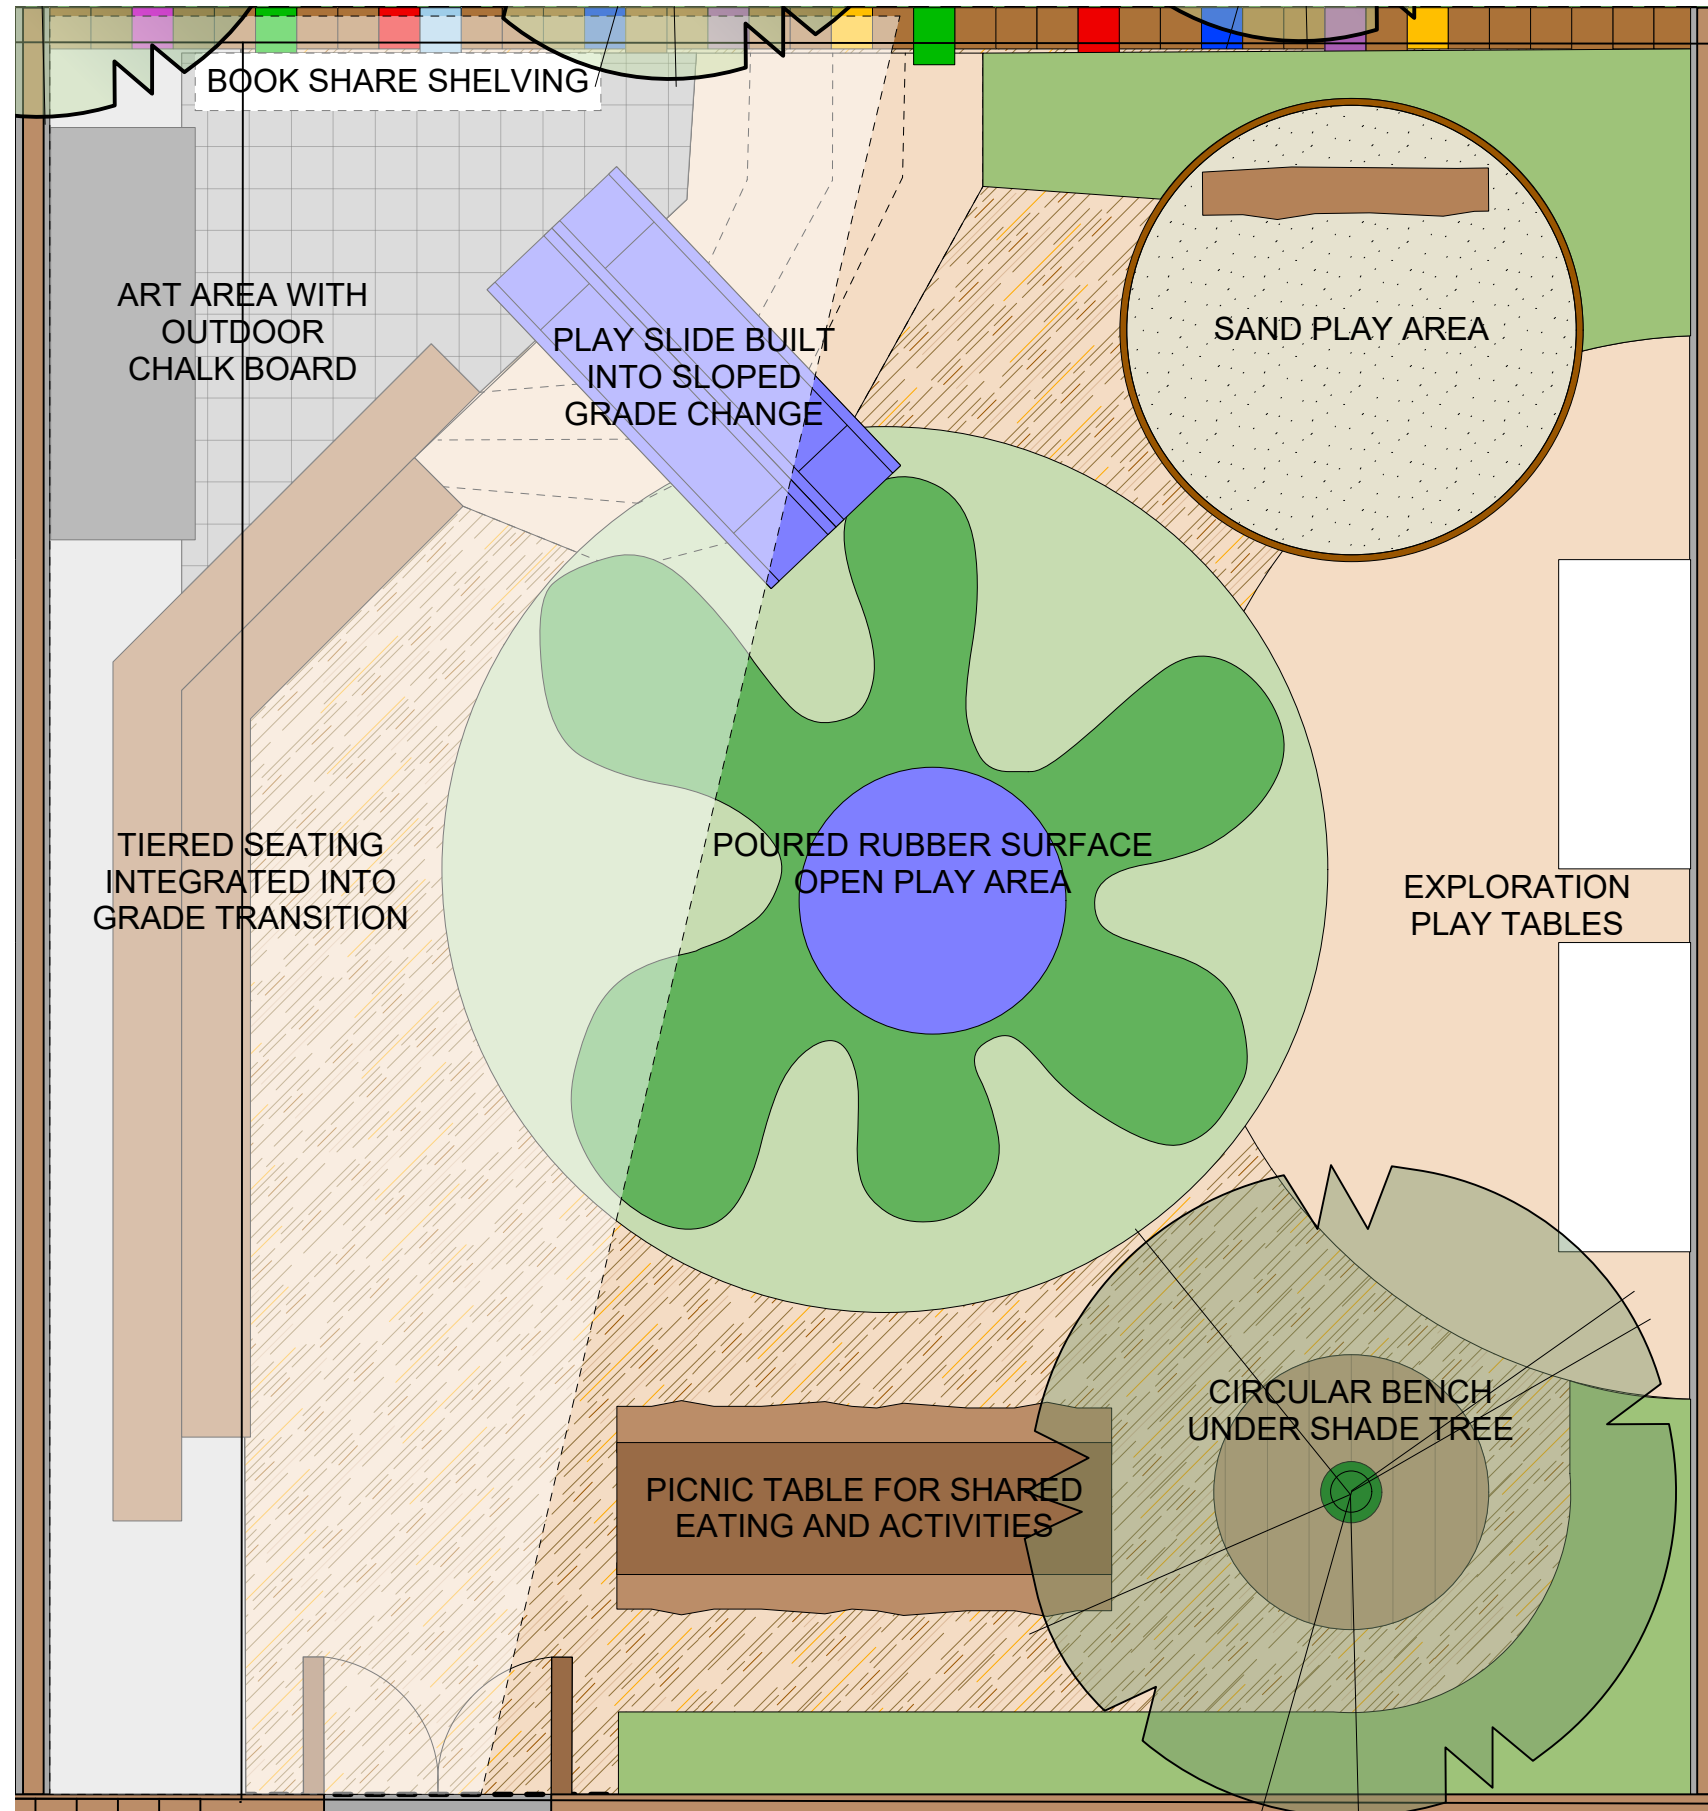 BOOK SHARE SHELVING
ART AREA WITH
OUTDOOR
CHALK BOARD
PLAY SLIDE BUILT
INTO SLOPED
GRADE CHANGE
SAND PLAY AREA
TIERED SEATING
INTEGRATED INTO
GRADE TRANSITION
POURED RUBBER SURFACE
OPEN PLAY AREA
EXPLORATION
PLAY TABLES
CIRCULAR BENCH
UNDER SHADE TREE
PICNIC TABLE FOR SHARED
EATING AND ACTIVITIES